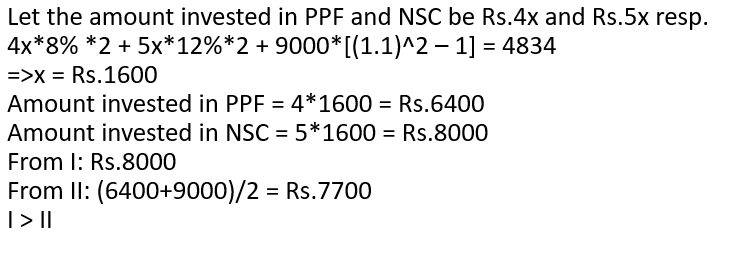 Let the amount invested in PPF and NSC be Rs.4x and Rs.5x resp.
4x*8% *2 + 5x*12%*2 + 9000*[(1.1)^2 – 1] = 4834
=>x = Rs.1600
Amount invested in PPF = 4*1600 = Rs.6400
Amount invested in NSC = 5*1600 = Rs.8000
From I: Rs.8000
From II: (6400+9000)/2 = Rs.7700
I > II